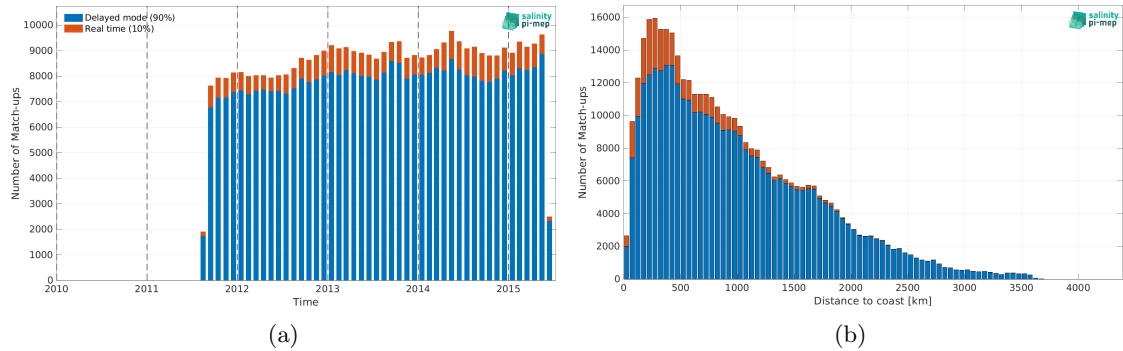 Delayed mode (90%)
Real time (10%)
salinity
pi-mep
10000
9000
8000
7000
6000
5000
4000
3000
2000
1000
0
Number of Match-ups
2010 2011 2012 2013 2014 2015
Time
(a)
salinity
pi-mep
16000
14000
12000
10000
8000
6000
4000
2000
0
Number of Match-ups
0 500 1000 1500 2000 2500 3000 3500 4000
Distance to coast [km]
(b)